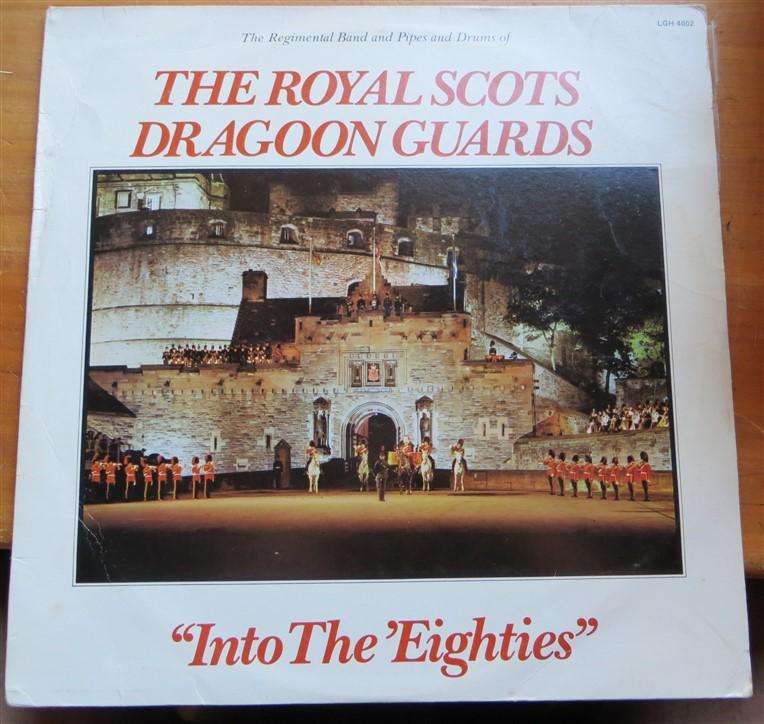 LGH 4002
The Regimental Band and Pipes and Drums of
THE ROYAL SCOTS
DRAGOON GUARDS
“Into The ’Eighties”